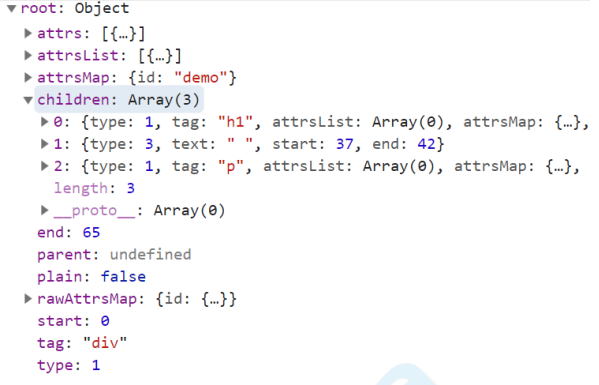 root: Object
attrs: [{…}]
attrsList: [{…}]
attrsMap: {id: "demo"}
children: Array(3)
0: {type: 1, tag: "h1", attrsList: Array(0), attrsMap: {…},
1: {type: 3, text: " ", start: 37, end: 42}
2: {type: 1, tag: "p", attrsList: Array(0), attrsMap: {…},
length: 3
__proto__: Array(0)
end: 65
parent: undefined
plain: false
rawAttrsMap: {id: {…}}
start: 0
tag: "div"
type: 1